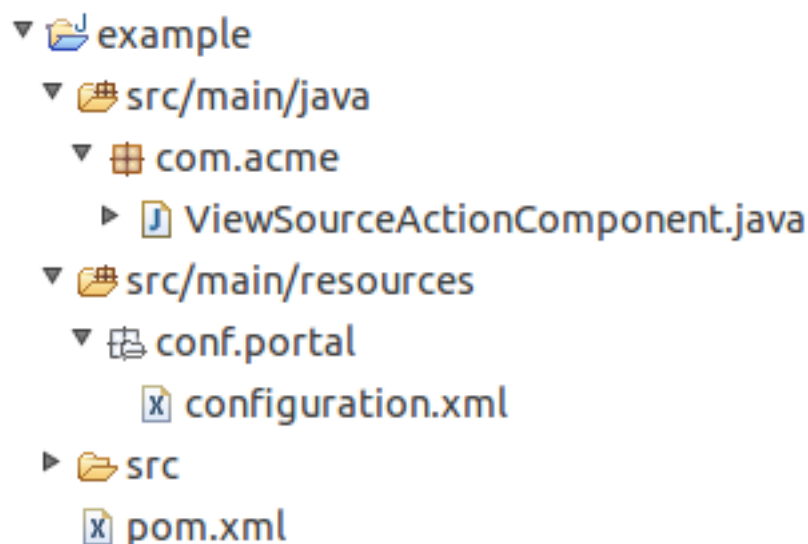 example
src/main/java
com.acme
ViewSourceActionComponent.java
src/main/resources
conf.portal
configuration.xml
src
pom.xml